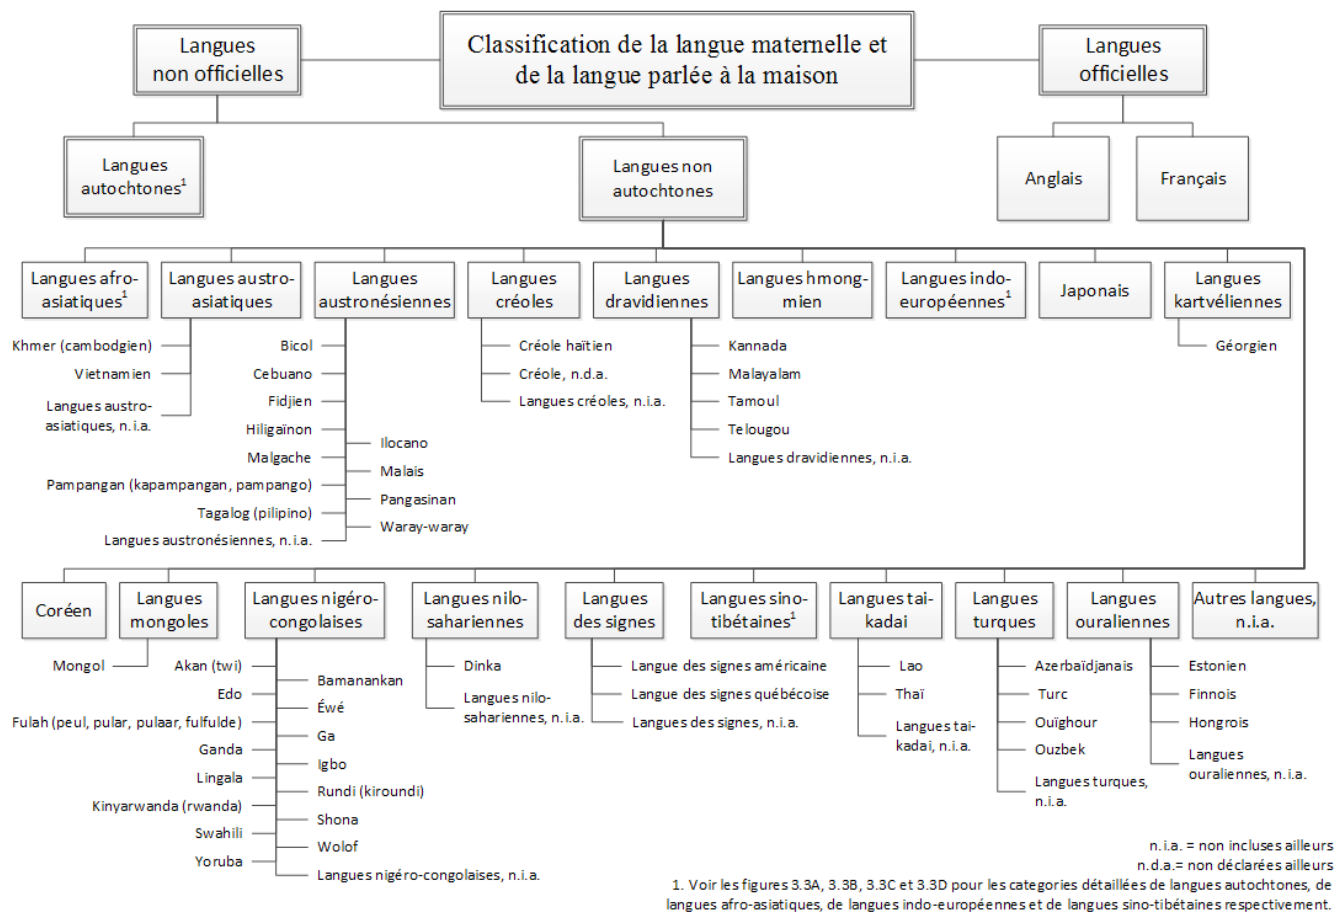 Classification de la langue maternelle et
de la langue parlée à la maison
Langues
non officielles
Langues
officielles
Langues
autochtones¹
Langues non
autochtones
Anglais
Français
Langues afro-
asiatiques¹
Langues austro-
asiatiques
Khmer (cambodgien)
Vietnamien
Langues austro-
asiatiques, n.i.a.
Langues
austronésiennes
Bicol
Cebuano
Fidjien
Hiligaïnon
Malgache
Pampangan (kapampangan, pampango)
Tagalog (pilipino)
Langues austronésiennes, n.i.a.
Ilocano
Malais
Pangasinan
Waray-waray
Langues
créoles
Créole haïtien
Créole, n.d.a.
Langues créoles, n.i.a.
Langues
dravidiennes
Kannada
Malayalam
Tamoul
Telougou
Langues dravidiennes, n.i.a.
Langues hmong-
mien
Langues indo-
européennes¹
Japonais
Langues
kartvéliennes
Géorgien
Coréen
Langues
mongoles
Mongol
Langues nigéro-
congolaises
Akan (twi)
Edo
Fulah (peul, pular, pulaar, fulfulde)
Ganda
Lingala
Kinyarwanda (rwanda)
Swahili
Yoruba
Bamanankan
Éwé
Ga
Igbo
Rundi (kiroundi)
Shona
Wolof
Langues nigéro-congolaises, n.i.a.
Langues nilo-
sahariennes
Dinka
Langues nilo-
sahariennes, n.i.a.
Langues
des signes
Langue des signes américaine
Langue des signes québécoise
Langues des signes, n.i.a.
Langues sino-
tibétaines¹
Langues tai-
kadai
Lao
Thaï
Langues tai-
kadai, n.i.a.
Langues
turques
Azerbaïdjanais
Turc
Ouïghour
Ouzbek
Langues turques,
n.i.a.
Langues
ouraliennes
Estonien
Finnois
Hongrois
Langues
ouraliennes, n.i.a.
Autres langues,
n.i.a.
n.i.a. = non incluses ailleurs
n.d.a.= non déclarées ailleurs
1. Voir les figures 3.3A, 3.3B, 3.3C et 3.3D pour les categories détaillées de langues autochtones, de
langues afro-asiatiques, de langues indo-européennes et de langues sino-tibétaines respectivement.